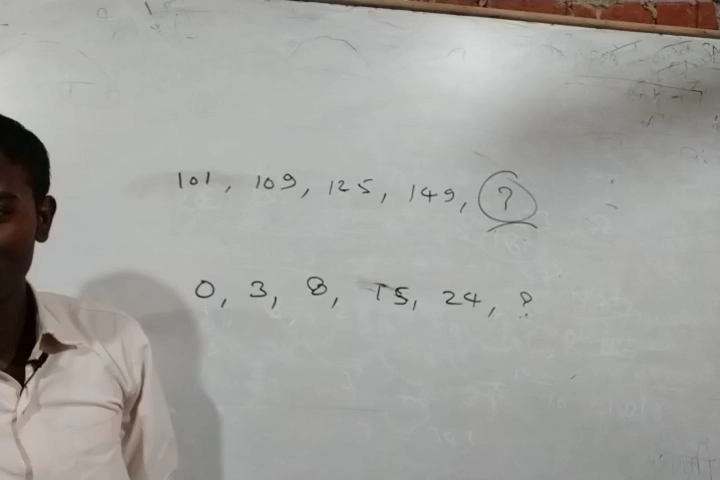 101, 109, 125, 149, ?
0, 3, 8, 15, 24, ?